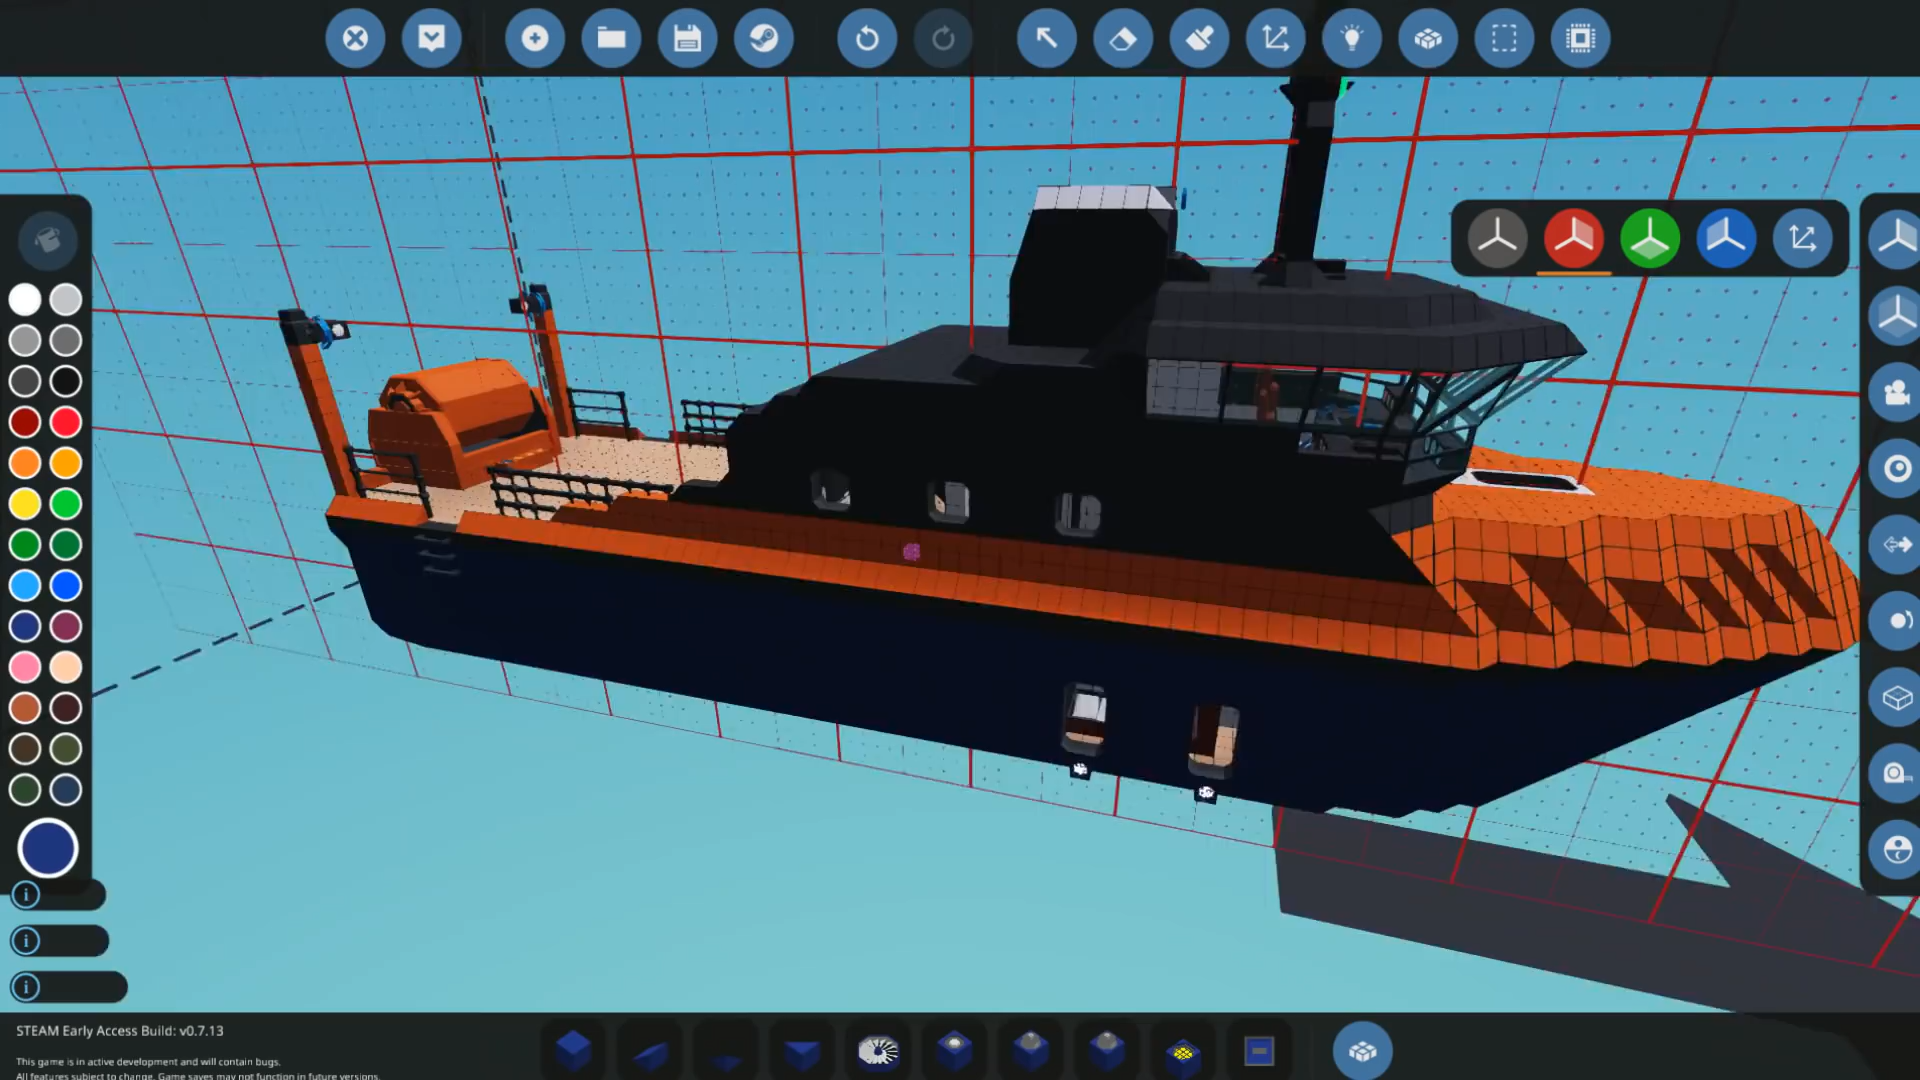 STEAM Early Access Build: v0.7.13
This game is in active development and will contain bugs.
All features subject to change. Game saves may not function in future versions.